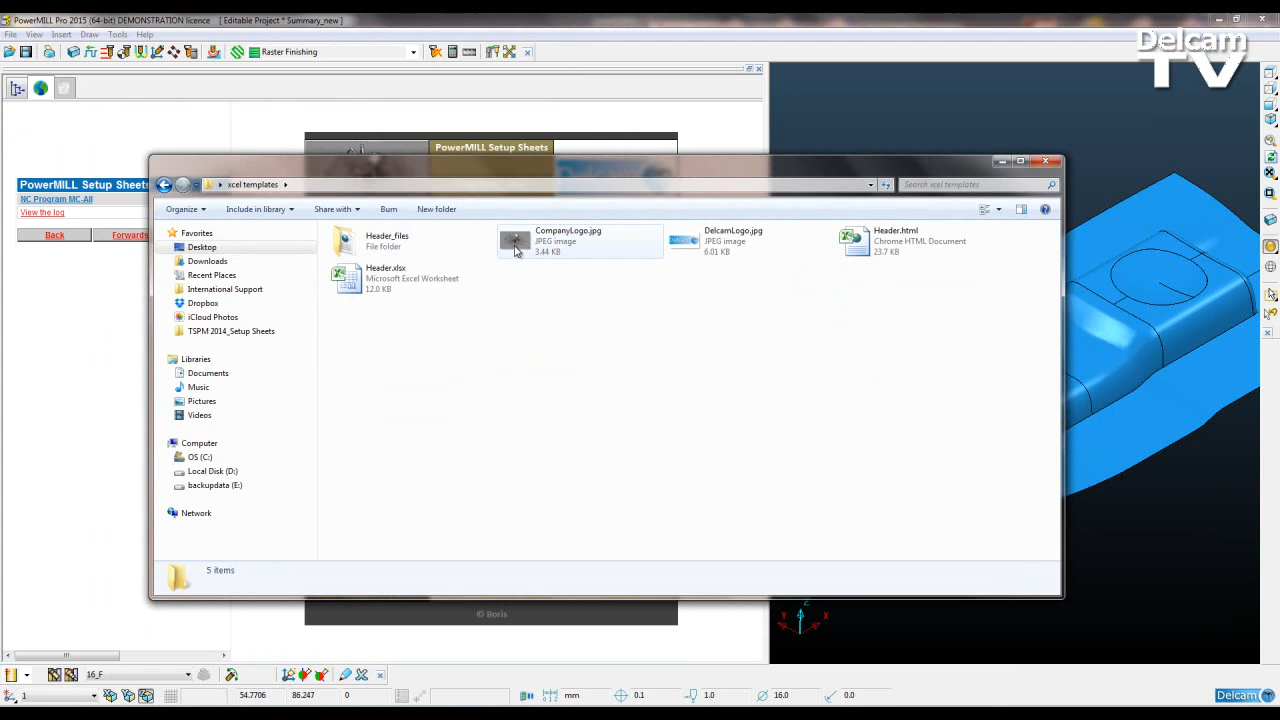 PowerMILL Pro 2015 (64-bit) DEMONSTRATION licence [ Editable Project * Summary_new ]
File View Insert Draw Tools Help
Raster Finishing
Delcam
TV
PowerMILL Setup Sheets
PowerMILL Setup Sheets
NC Program MC_All
View the log
Back Forwards
xcel templates
Search xcel templates
Organize Include in library Share with Burn New folder
Favorites
Desktop
Downloads
Recent Places
International Support
Dropbox
iCloud Photos
TSPM 2014_Setup Sheets
Libraries
Documents
Music
Pictures
Videos
Computer
OS (C:)
Local Disk (D:)
backupdata (E:)
Network
Header_files
File folder
CompanyLogo.jpg
JPEG image
3.44 KB
DelcamLogo.jpg
JPEG image
6.01 KB
Header.html
Chrome HTML Document
23.7 KB
Header.xlsx
Microsoft Excel Worksheet
12.0 KB
5 items
© Boris
Z
Y X
16_F
1 54.7706 86.247 0 mm 0.1 1.0 16.0 0.0
Delcam